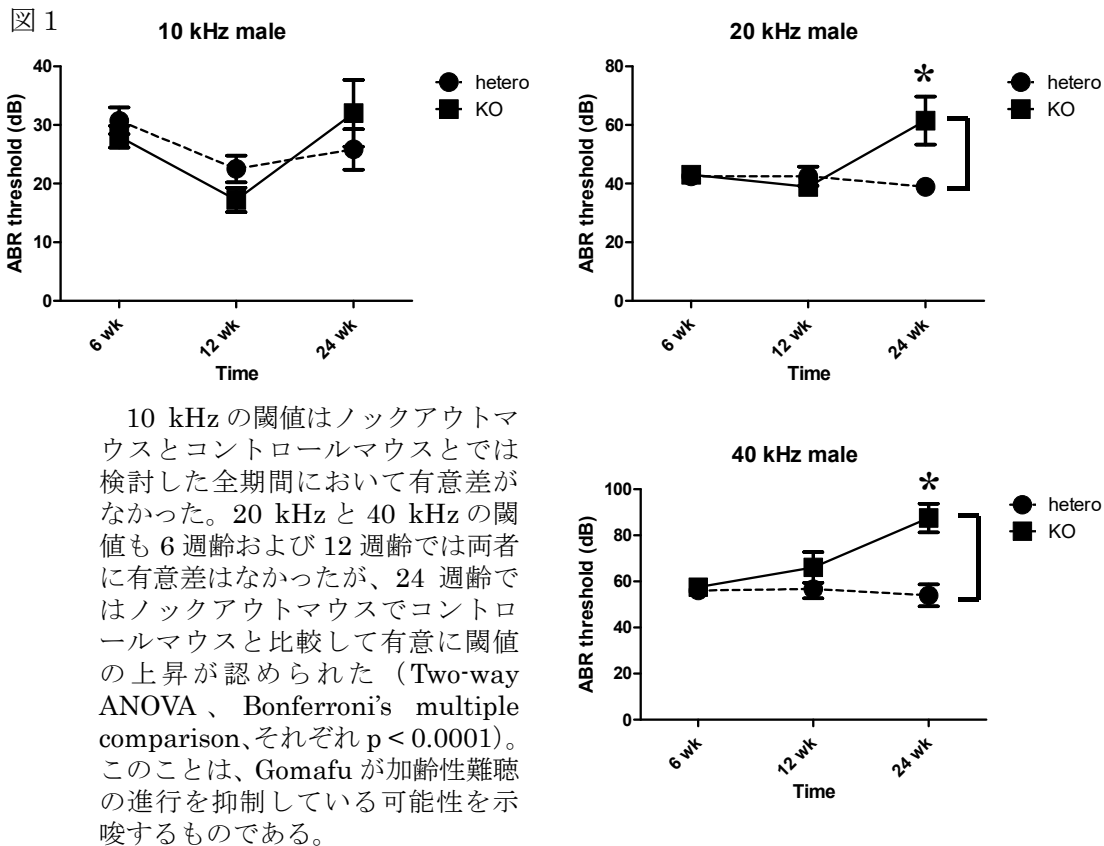 図1
10 kHz male
ABR threshold (dB)
40
30
20
10
0
6 wk
12 wk
24 wk
Time
hetero
KO
20 kHz male
ABR threshold (dB)
80
60
40
20
0
*
6 wk
12 wk
24 wk
Time
hetero
KO
10 kHz の閾値はノックアウトマ
ウスとコントロールマウスとでは
検討した全期間において有意差が
なかった。20 kHz と 40 kHz の閾
値も 6 週齢および 12 週齢では両者
に有意差はなかったが、24 週齢で
はノックアウトマウスでコントロ
ールマウスと比較して有意に閾値
の上昇が認められた（Two-way
ANOVA 、 Bonferroni's multiple
comparison、それぞれ p < 0.0001)。
このことは、Gomafu が加齢性難聴
の進行を抑制している可能性を示
唆するものである。
40 kHz male
ABR threshold (dB)
100
80
60
40
20
0
*
6 wk
12 wk
24 wk
Time
hetero
KO